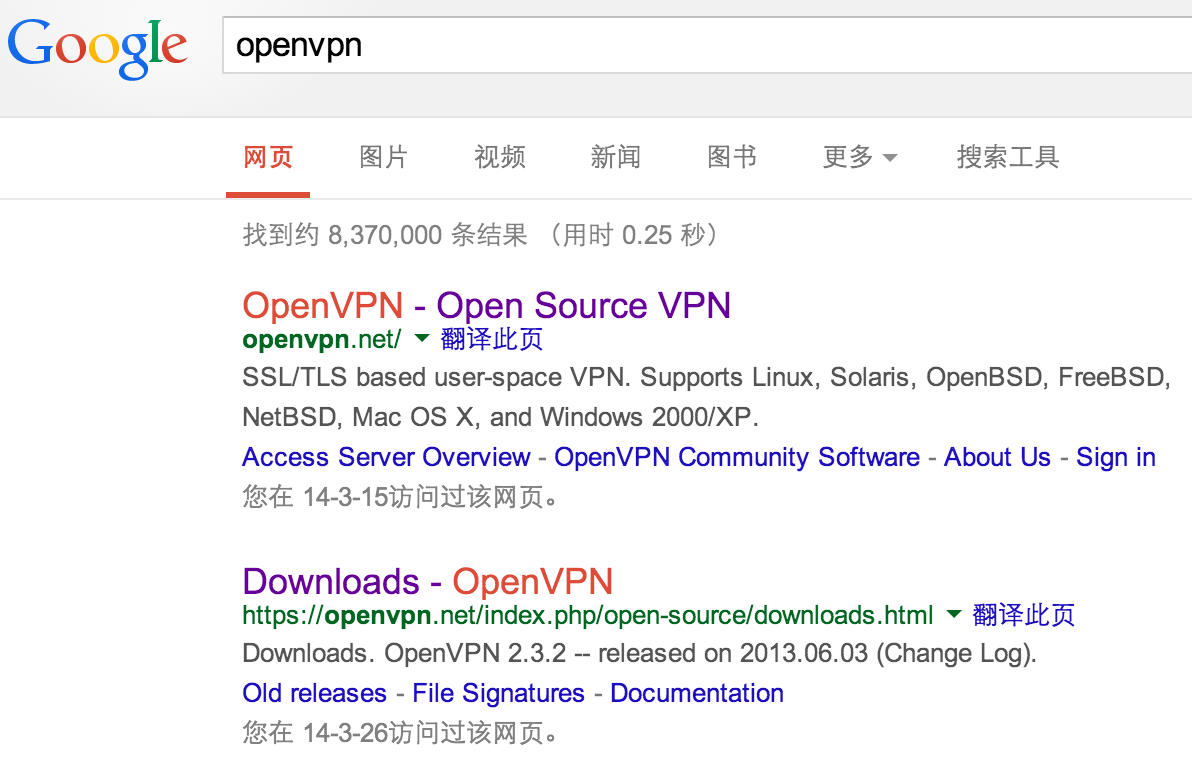 Google openvpn
网页 图片 视频 新闻 图书 更多 搜索工具
找到约 8,370,000 条结果 （用时 0.25 秒）
OpenVPN - Open Source VPN
openvpn.net/ 翻译此页
SSL/TLS based user-space VPN. Supports Linux, Solaris, OpenBSD, FreeBSD,
NetBSD, Mac OS X, and Windows 2000/XP.
Access Server Overview - OpenVPN Community Software - About Us - Sign in
您在 14-3-15访问过该网页。
Downloads - OpenVPN
https://openvpn.net/index.php/open-source/downloads.html 翻译此页
Downloads. OpenVPN 2.3.2 -- released on 2013.06.03 (Change Log).
Old releases - File Signatures - Documentation
您在 14-3-26访问过该网页。